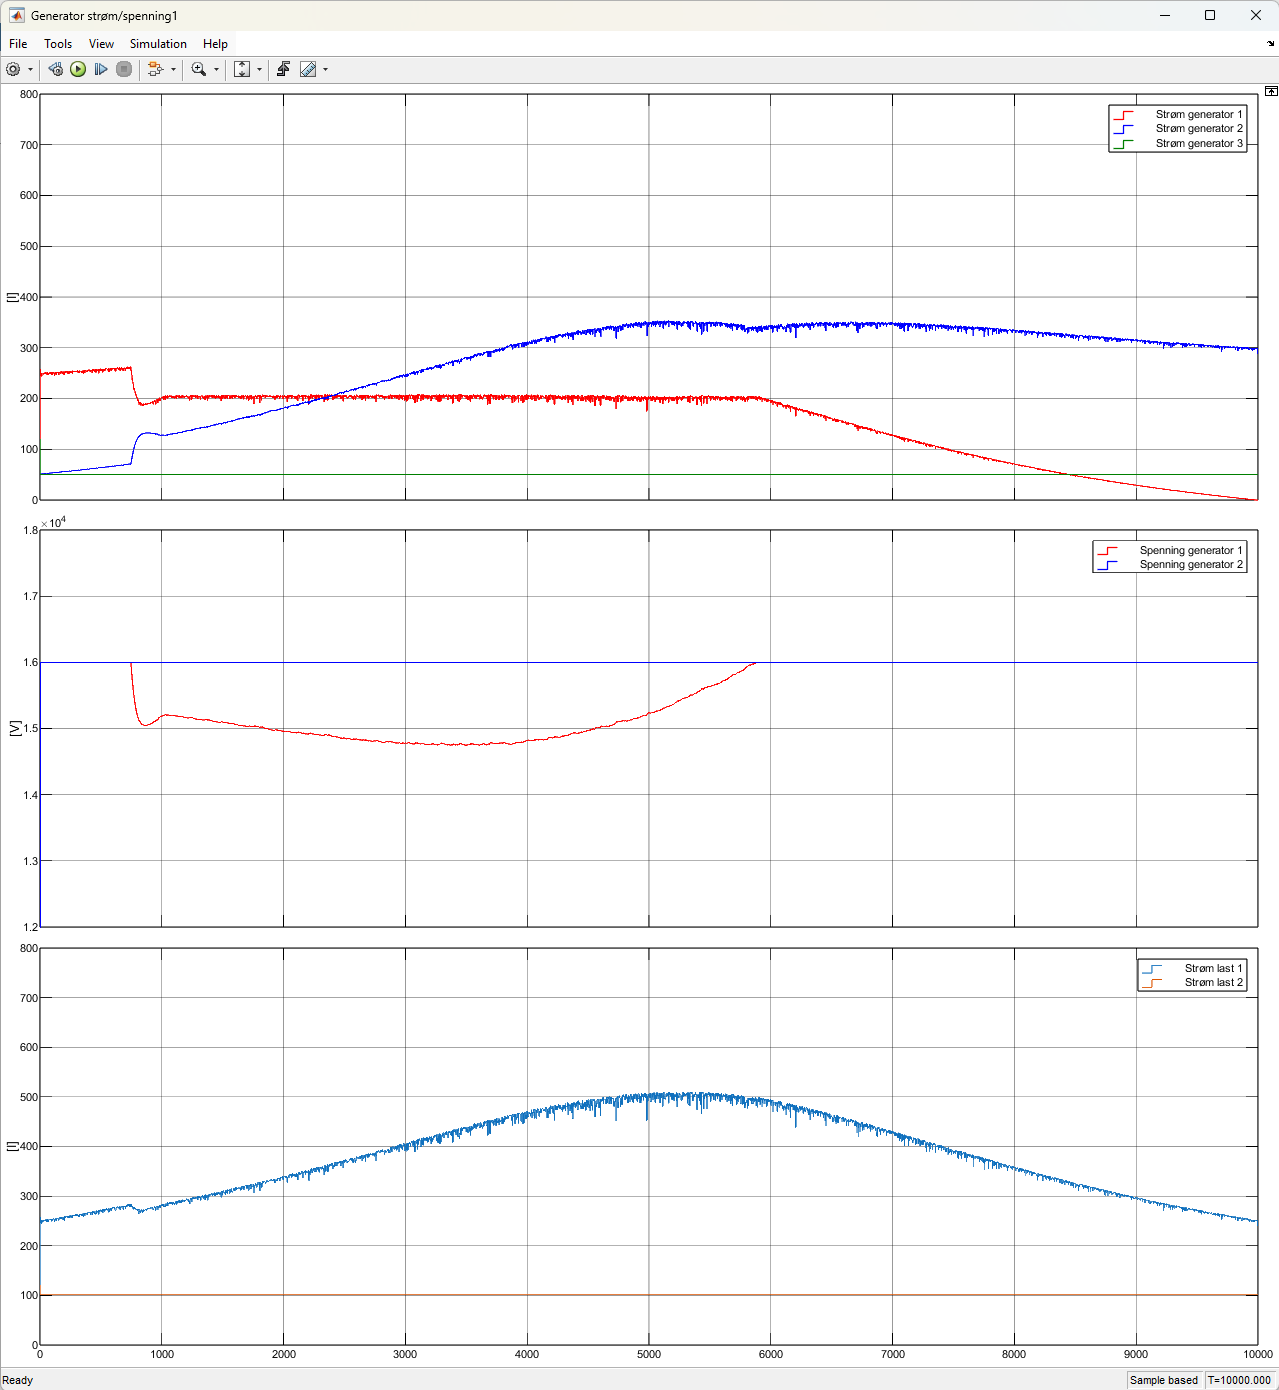 Generator strøm/spenning1
File Tools View Simulation Help
800
700
600
500
400
300
200
100
0
[I]
Strøm generator 1
Strøm generator 2
Strøm generator 3
×10⁴
1.8
1.7
1.6
1.5
1.4
1.3
1.2
[V]
Spenning generator 1
Spenning generator 2
800
700
600
500
400
300
200
100
0
[I]
Strøm last 1
Strøm last 2
0 1000 2000 3000 4000 5000 6000 7000 8000 9000 10000
Ready Sample based T=10000.000